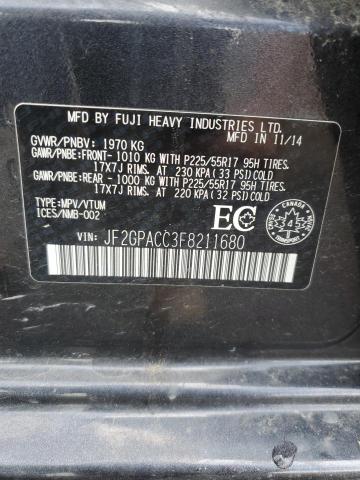 MFD BY FUJI HEAVY INDUSTRIES LTD.
MFD IN 11/14
GVWR/PNBV: 1970 KG
GAWR/PNBE:FRONT- 1010 KG WITH P225/55R17 95H TIRES.
17X7J RIMS. AT 230 KPA (33 PSI) COLD
GAWR/PNBE:REAR -1000 KG WITH P225/55R17 95H TIRES.
17X7J RIMS. AT 220 KPA (32 PSI) COLD
TYPE:MPV/VTUM
ICES/NMB-002
EC
CANADA
VIN: JF2GPACC3F8211680